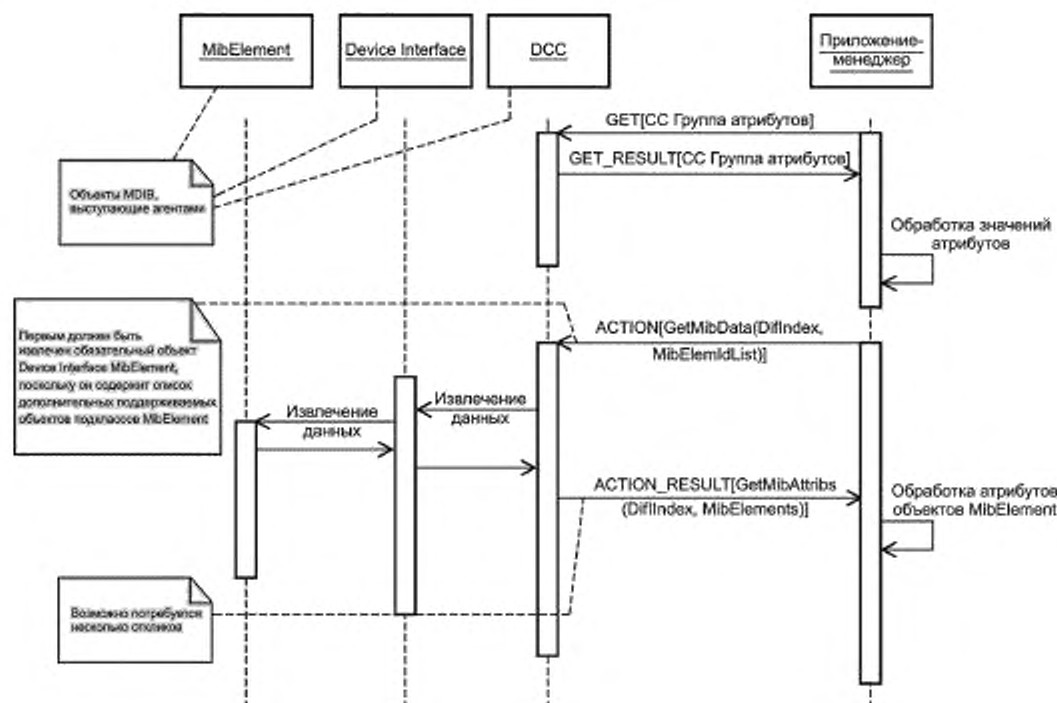 MibElement
Device Interface
DCC
Приложение-
менеджер
GET[CC Группа атрибутов]
GET_RESULT[CC Группа атрибутов]
Объекты MDIB,
выступающие агентами
Обработка значений
атрибутов
Первым должен быть
извлечен обязательный объект
Device Interface MibElement,
поскольку он содержит список
дополнительных поддерживаемых
объектов подклассов MibElement
ACTION[GetMibData(DifIndex,
MibElemIdList)]
Извлечение
данных
Извлечение
данных
ACTION_RESULT[GetMibAttribs
(DifIndex, MibElements)]
Обработка атрибутов
объектов MibElement
Возможно потребуется
несколько откликов